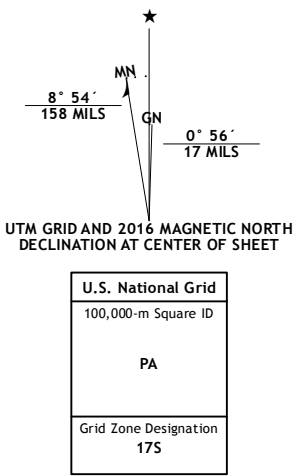 ★
MN
GN
8° 54´
158 MILS
0° 56´
17 MILS
UTM GRID AND 2016 MAGNETIC NORTH
DECLINATION AT CENTER OF SHEET
U.S. National Grid
100,000-m Square ID
PA
Grid Zone Designation
17S